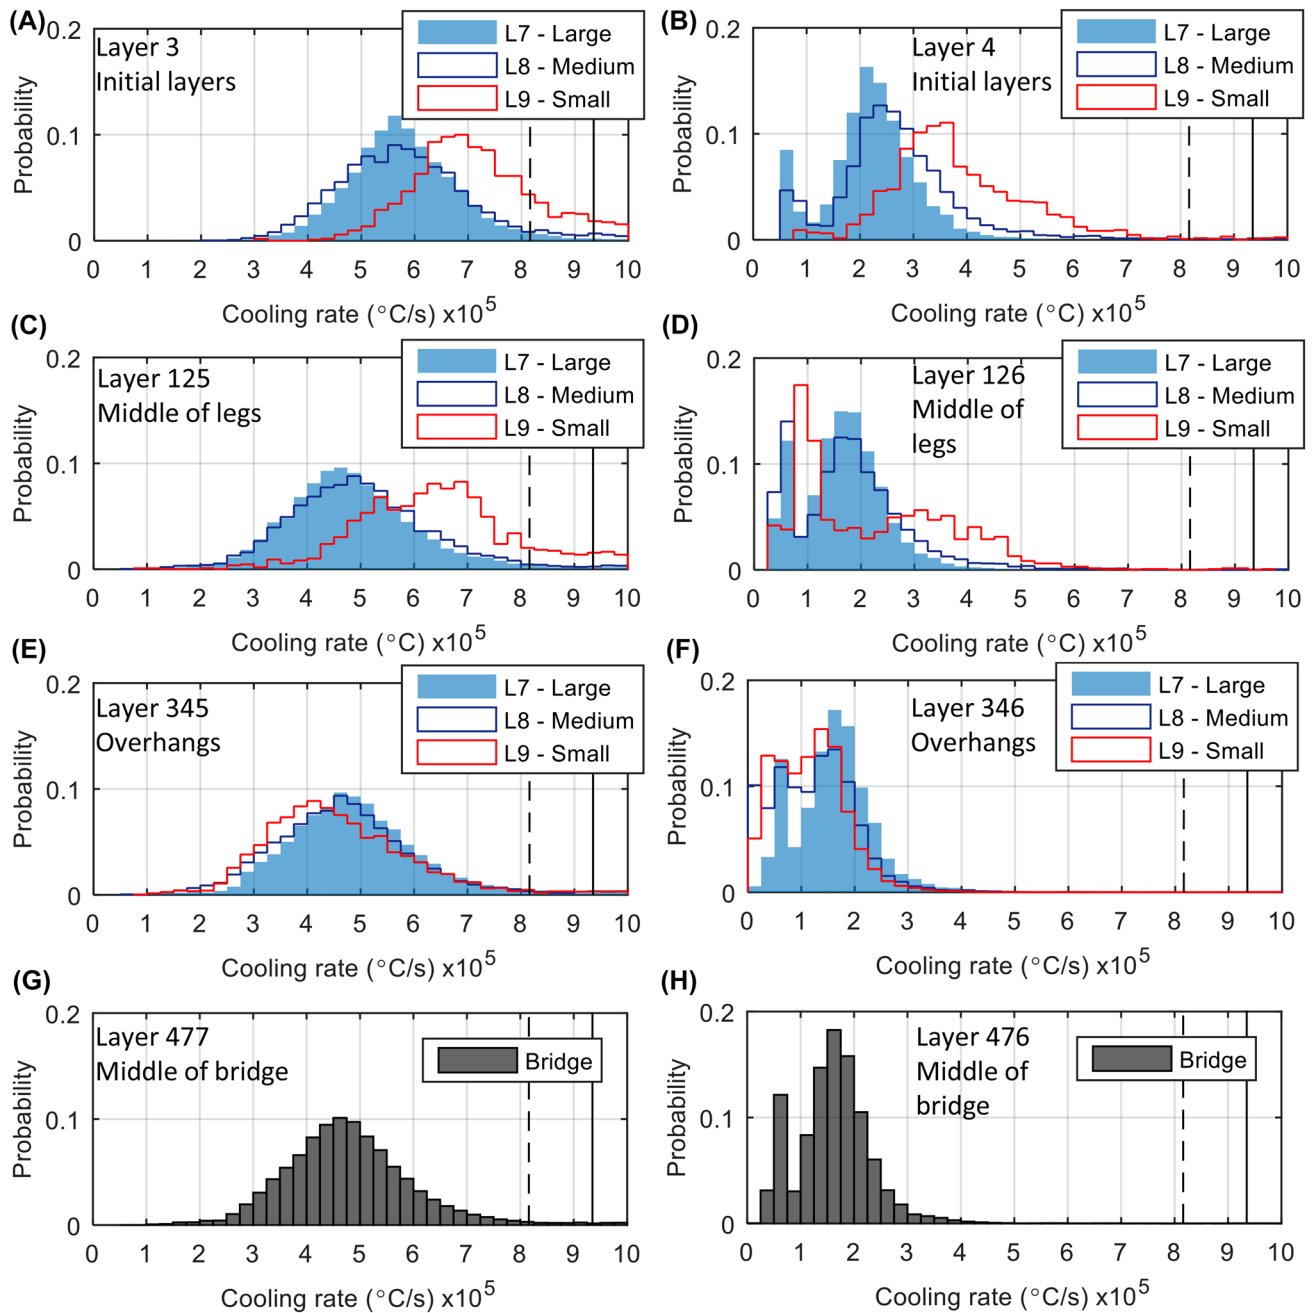 (A)
0.2
0.1
0
Probability
Layer 3
Initial layers
L7 - Large
L8 - Medium
L9 - Small
0 1 2 3 4 5 6 7 8 9 10
Cooling rate (°C/s) x10^5
(B)
0.2
0.1
0
Probability
Layer 4
Initial layers
L7 - Large
L8 - Medium
L9 - Small
0 1 2 3 4 5 6 7 8 9 10
Cooling rate (°C) x10^5
(C)
0.2
0.1
0
Probability
Layer 125
Middle of legs
L7 - Large
L8 - Medium
L9 - Small
0 1 2 3 4 5 6 7 8 9 10
Cooling rate (°C) x10^5
(D)
0.2
0.1
0
Probability
Layer 126
Middle of
legs
L7 - Large
L8 - Medium
L9 - Small
0 1 2 3 4 5 6 7 8 9 10
Cooling rate (°C) x10^5
(E)
0.2
0.1
0
Probability
Layer 345
Overhangs
L7 - Large
L8 - Medium
L9 - Small
0 1 2 3 4 5 6 7 8 9 10
Cooling rate (°C/s) x10^5
(F)
0.2
0.1
0
Probability
Layer 346
Overhangs
L7 - Large
L8 - Medium
L9 - Small
0 1 2 3 4 5 6 7 8 9 10
Cooling rate (°C/s) x10^5
(G)
0.2
0.1
0
Probability
Layer 477
Middle of bridge
Bridge
0 1 2 3 4 5 6 7 8 9 10
Cooling rate (°C/s) x10^5
(H)
0.2
0.1
0
Probability
Layer 476
Middle of
bridge
Bridge
0 1 2 3 4 5 6 7 8 9 10
Cooling rate (°C/s) x10^5